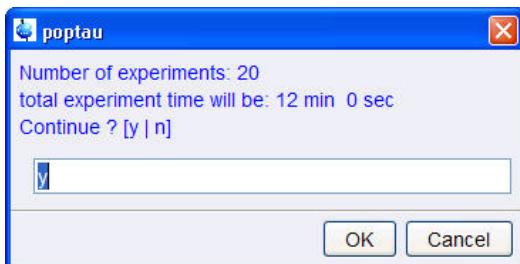 poptau
Number of experiments: 20
total experiment time will be: 12 min 0 sec
Continue ? [y | n]
y
OK Cancel